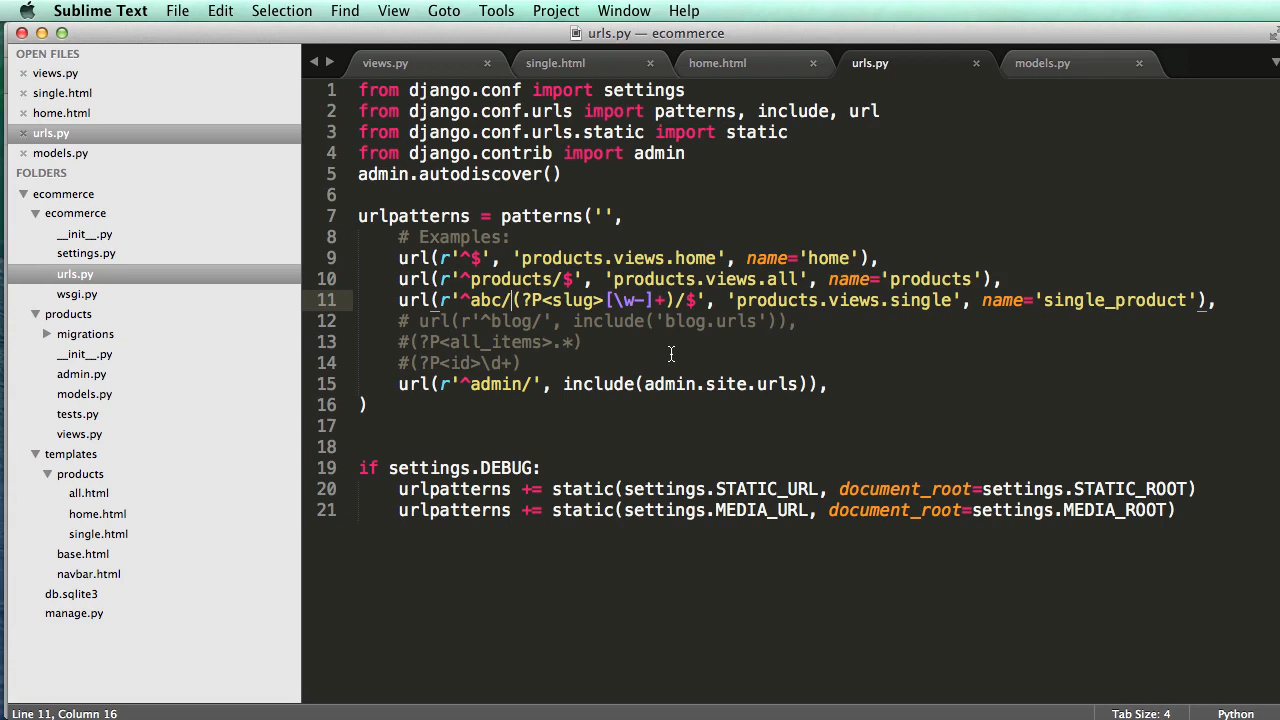 Sublime Text File Edit Selection Find View Goto Tools Project Window Help
urls.py — ecommerce
OPEN FILES
views.py
single.html
home.html
urls.py
models.py
FOLDERS
ecommerce
ecommerce
__init__.py
settings.py
urls.py
wsgi.py
products
migrations
__init__.py
admin.py
models.py
tests.py
views.py
templates
products
all.html
home.html
single.html
base.html
navbar.html
db.sqlite3
manage.py
views.py single.html home.html urls.py models.py
1 from django.conf import settings
2 from django.conf.urls import patterns, include, url
3 from django.conf.urls.static import static
4 from django.contrib import admin
5 admin.autodiscover()
6
7 urlpatterns = patterns('',
8 # Examples:
9 url(r'^$', 'products.views.home', name='home'),
10 url(r'^products/$', 'products.views.all', name='products'),
11 url(r'^abc/(?P<slug>[\w-]+)/$', 'products.views.single', name='single_product'),
12 # url(r'^blog/', include('blog.urls')),
13 #(?P<all_items>.*)
14 #(?P<id>\d+)
15 url(r'^admin/', include(admin.site.urls)),
16 )
17
18
19 if settings.DEBUG:
20 urlpatterns += static(settings.STATIC_URL, document_root=settings.STATIC_ROOT)
21 urlpatterns += static(settings.MEDIA_URL, document_root=settings.MEDIA_ROOT)
Line 11, Column 16 Tab Size: 4 Python